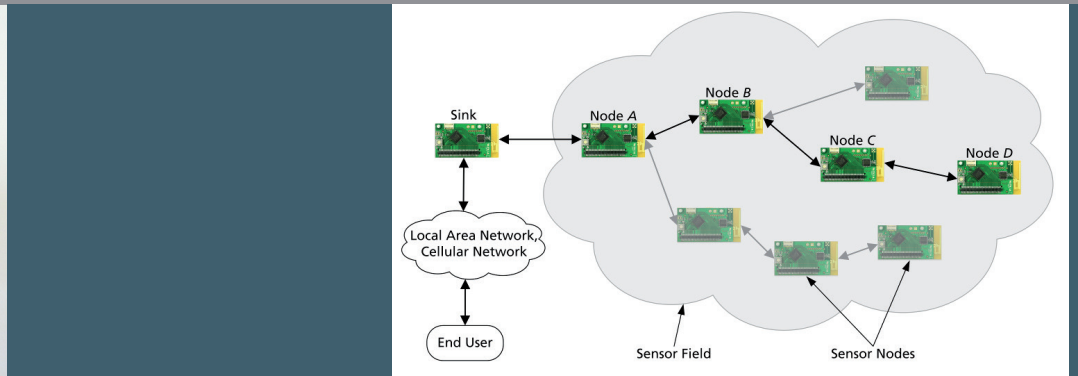 Sink
Node A
Node B
Node C
Node D
Local Area Network,
Cellular Network
End User
Sensor Field
Sensor Nodes